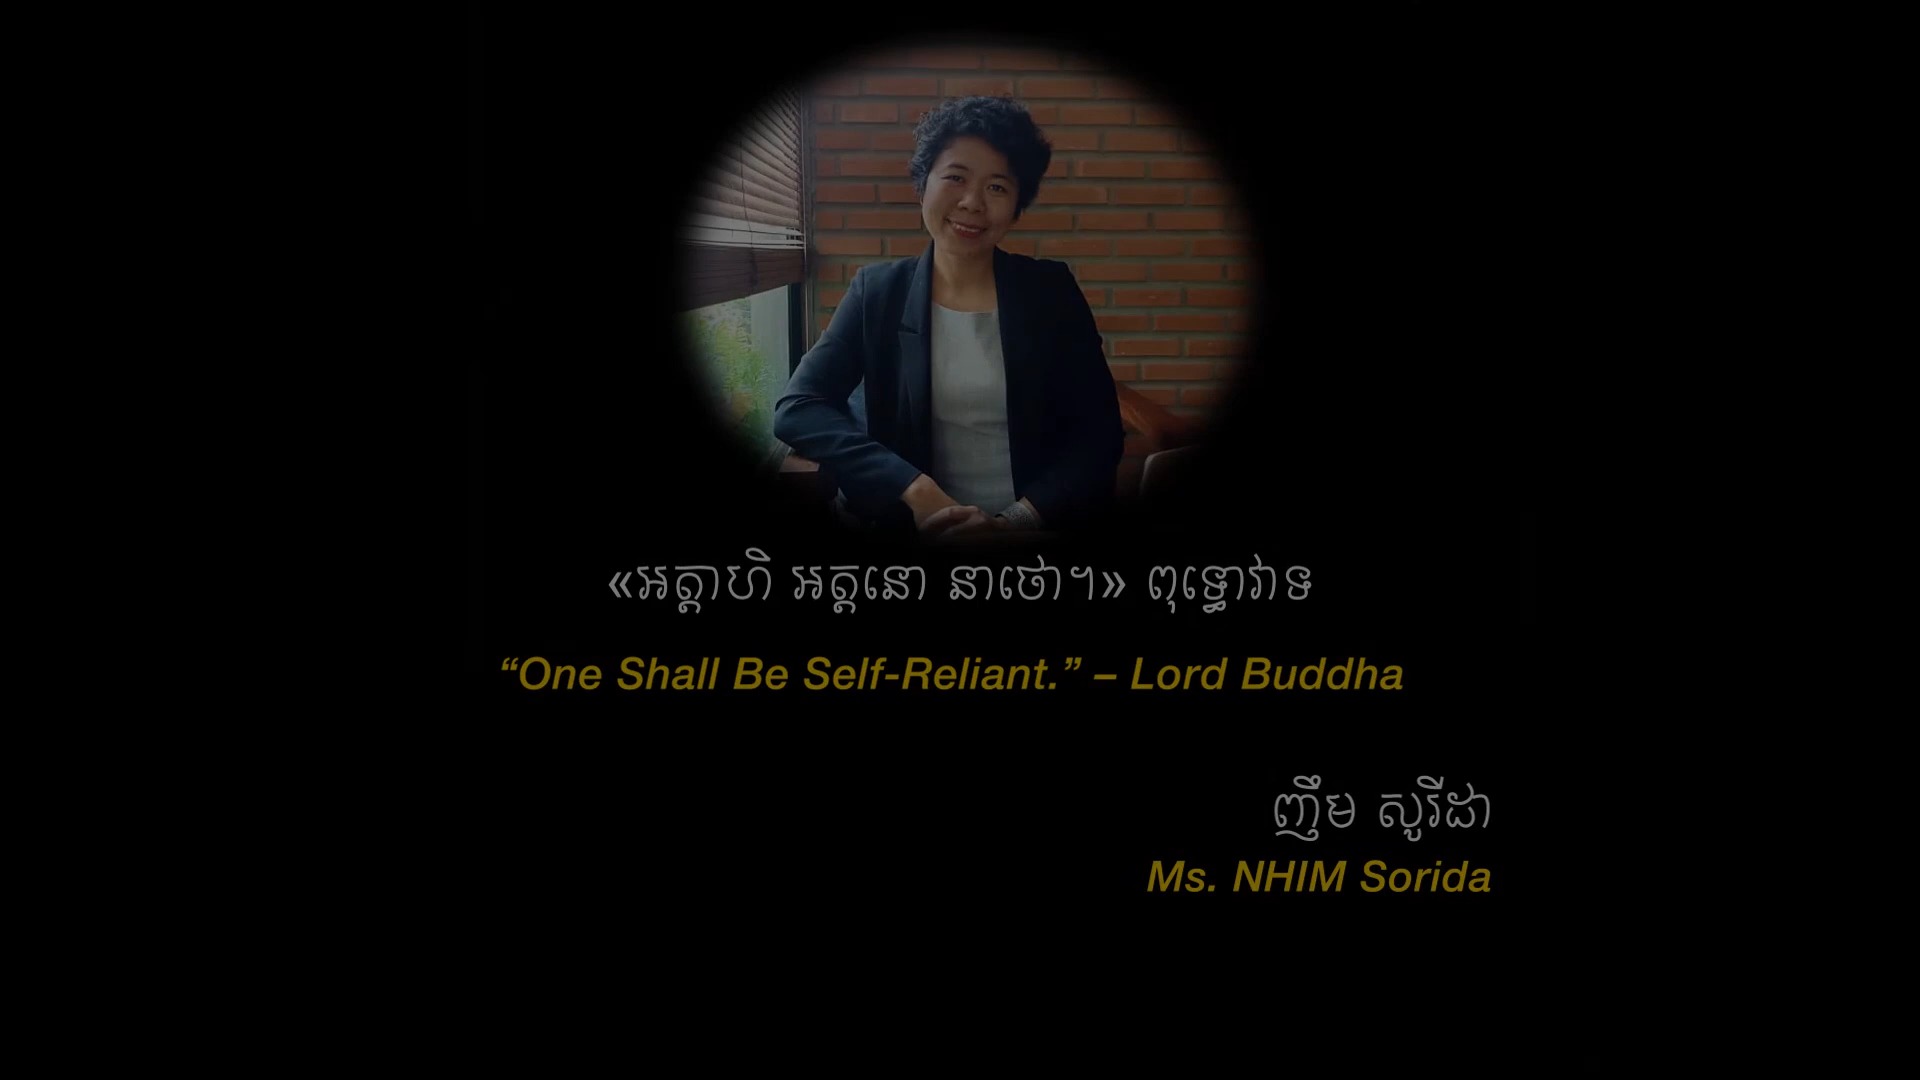 «អត្តាហិ អត្តនោ នាថោ។» ពុទ្ធោវាទ
“One Shall Be Self-Reliant.” – Lord Buddha
ញឹម សូរីដា
Ms. NHIM Sorida